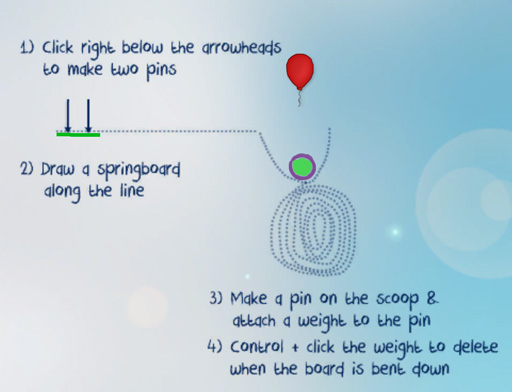 1) Click right below the arrowheads
to make two pins
2) Draw a springboard
along the line
3) Make a pin on the scoop &
attach a weight to the pin
4) Control + click the weight to delete
when the board is bent down